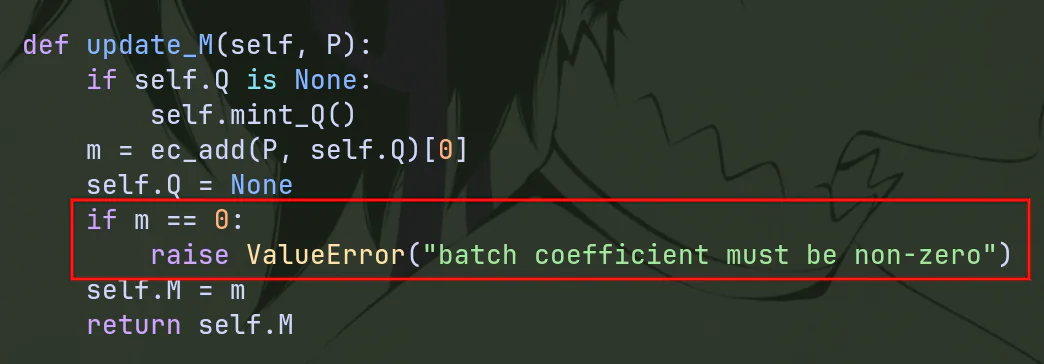 def update_M(self, P):
    if self.Q is None:
        self.mint_Q()
    m = ec_add(P, self.Q)[0]
    self.Q = None
    if m == 0:
        raise ValueError("batch coefficient must be non-zero")
    self.M = m
    return self.M